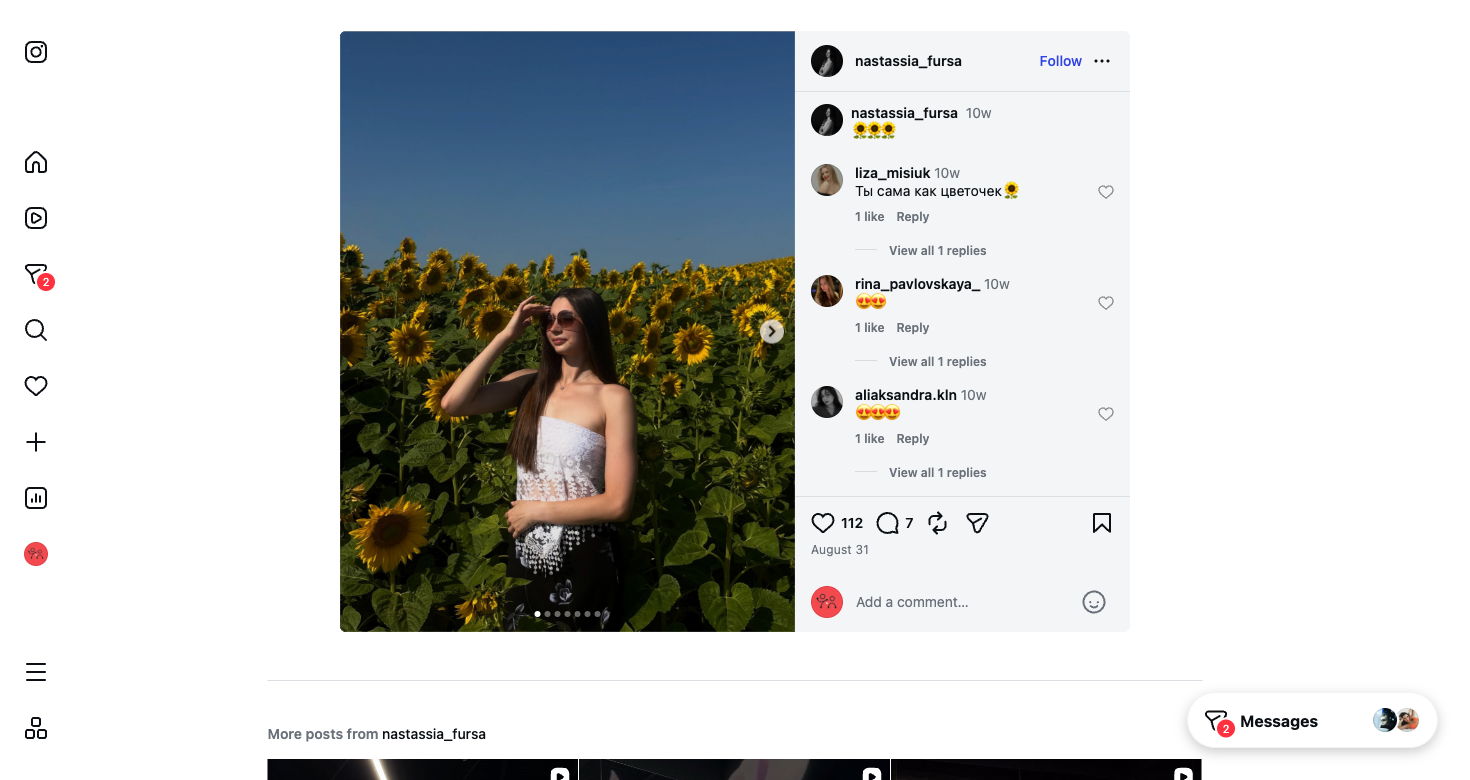 nastassia_fursa
Follow
nastassia_fursa 10w
🌻🌻🌻
liza_misiuk 10w
Ты сама как цветочек🌻
1 like Reply
View all 1 replies
rina_pavlovskaya_ 10w
😍😍
1 like Reply
View all 1 replies
aliaksandra.kln 10w
😍😍😍
1 like Reply
View all 1 replies
112 7
August 31
Add a comment...
2
More posts from nastassia_fursa
2 Messages